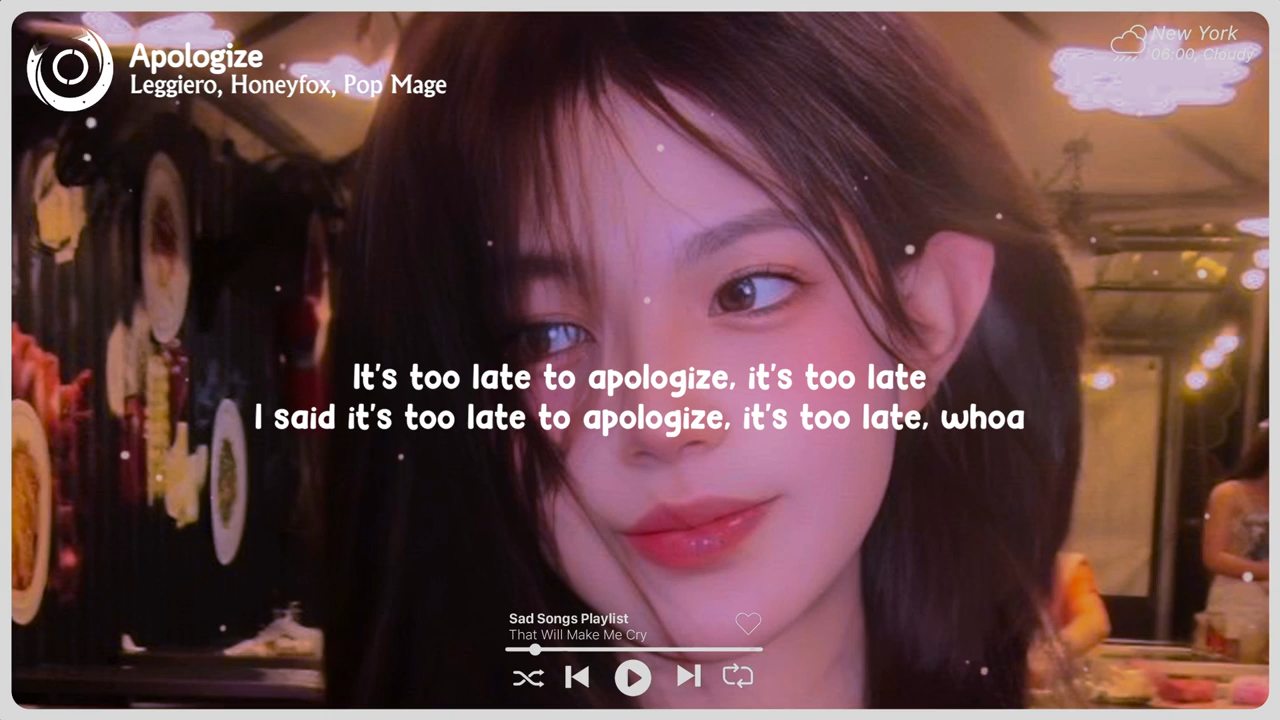 Apologize
Leggiero, Honeyfox, Pop Mage
New York
06:00, Cloudy
It's too late to apologize, it's too late
I said it's too late to apologize, it's too late, whoa
Sad Songs Playlist
That Will Make Me Cry